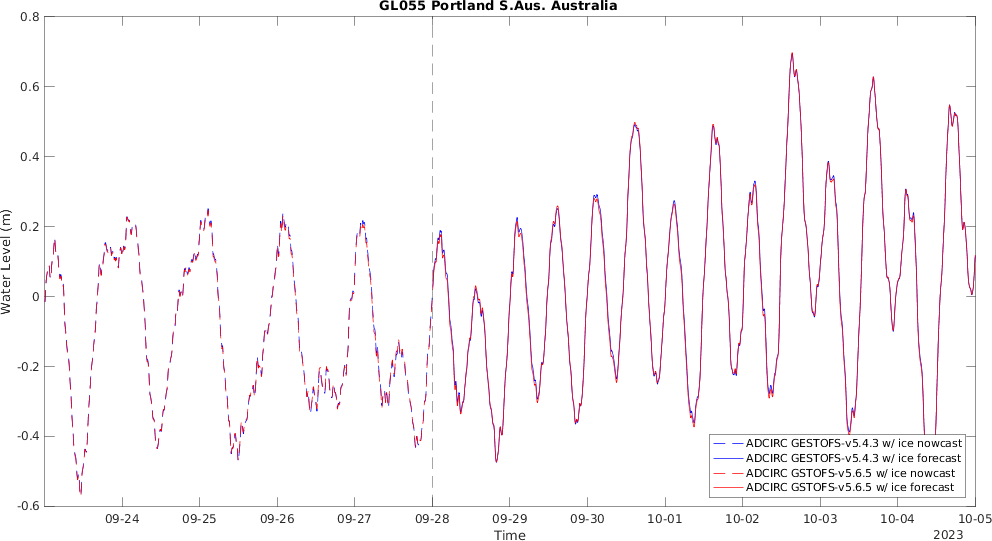 GL055 Portland S.Aus. Australia
0.8
0.6
0.4
0.2
0
-0.2
-0.4
-0.6
Water Level (m)
09-24 09-25 09-26 09-27 09-28 09-29 09-30 10-01 10-02 10-03 10-04 10-05
Time
2023
ADCIRC GESTOFS-v5.4.3 w/ ice nowcast
ADCIRC GESTOFS-v5.4.3 w/ ice forecast
ADCIRC GSTOFS-v5.6.5 w/ ice nowcast
ADCIRC GSTOFS-v5.6.5 w/ ice forecast